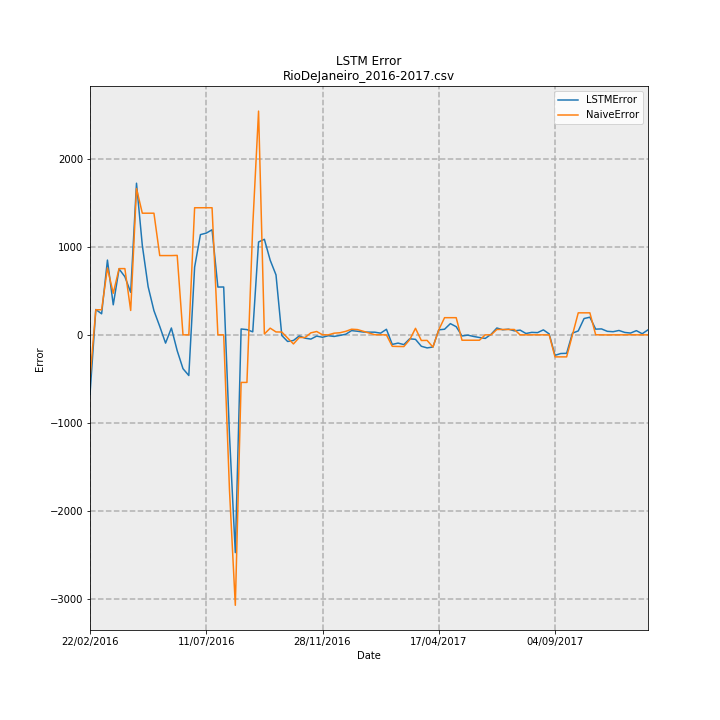 LSTM Error
RioDeJaneiro_2016-2017.csv
LSTMError
NaiveError
2000
1000
0
−1000
−2000
−3000
Error
22/02/2016
11/07/2016
28/11/2016
17/04/2017
04/09/2017
Date